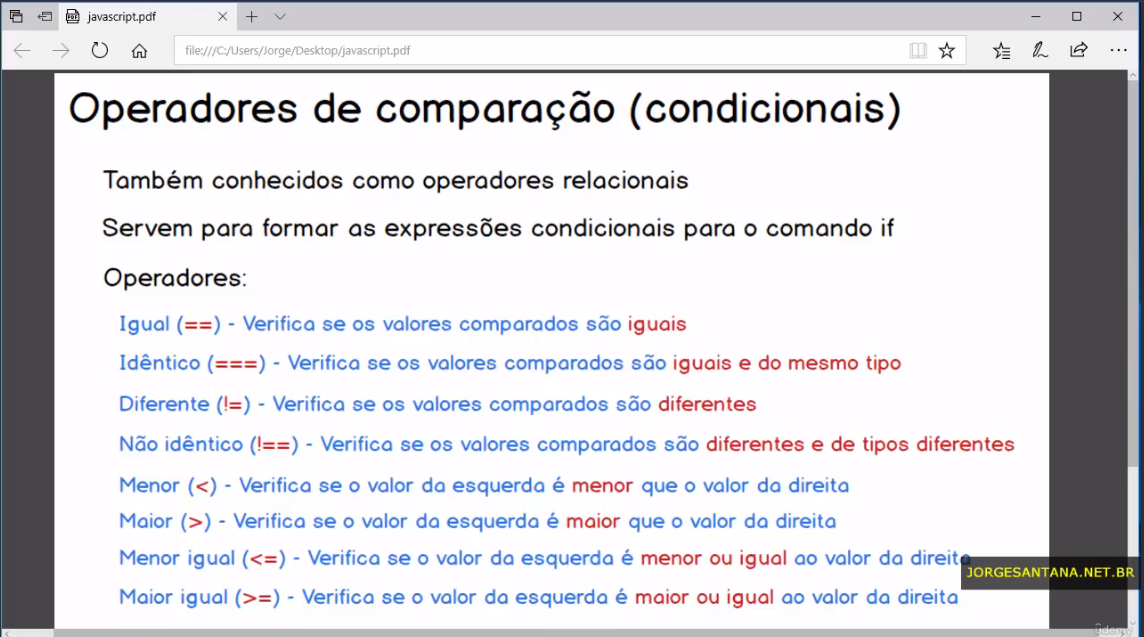 javascript.pdf
file:///C:/Users/Jorge/Desktop/javascript.pdf
Operadores de comparação (condicionais)
Também conhecidos como operadores relacionais
Servem para formar as expressões condicionais para o comando if
Operadores:
Igual (==) - Verifica se os valores comparados são iguais
Idêntico (===) - Verifica se os valores comparados são iguais e do mesmo tipo
Diferente (!=) - Verifica se os valores comparados são diferentes
Não idêntico (!==) - Verifica se os valores comparados são diferentes e de tipos diferentes
Menor (<) - Verifica se o valor da esquerda é menor que o valor da direita
Maior (>) - Verifica se o valor da esquerda é maior que o valor da direita
Menor igual (<=) - Verifica se o valor da esquerda é menor ou igual ao valor da direita
JORGESANTANA.NET.BR
Maior igual (>=) - Verifica se o valor da esquerda é maior ou igual ao valor da direita
ûdemy